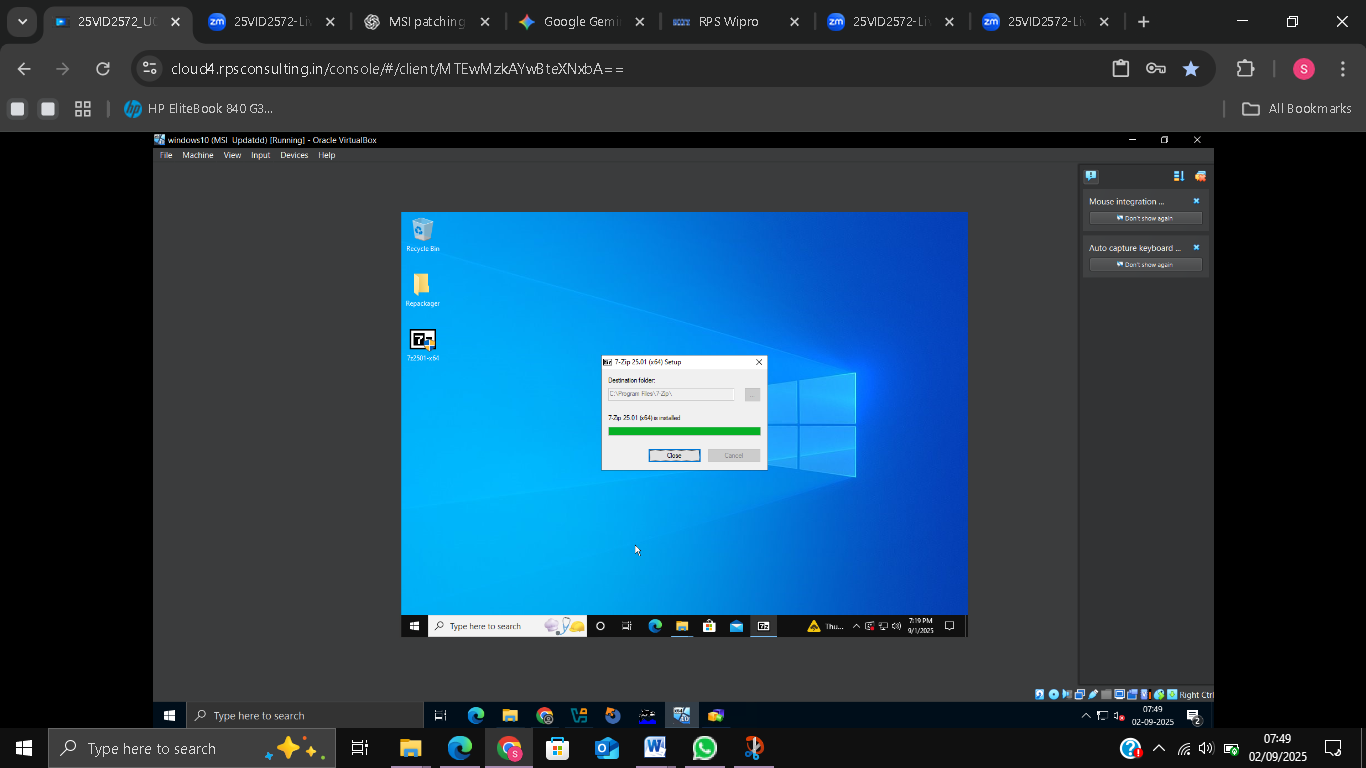 25VID2572_U
25VID2572-Li
MSI patching
Google Gemi
RPS Wipro
25VID2572-Li
25VID2572-Li
cloud4.rpsconsulting.in/console/#/client/MTEwMzkAYwBteXNxbA==
S
HP EliteBook 840 G3...
All Bookmarks
windows10 (MSI Updatdd) [Running] - Oracle VirtualBox
File Machine View Input Devices Help
Mouse integration ...
Don't show again
Auto capture keyboard ...
Don't show again
Recycle Bin
Repackager
7z2501-x64
7-Zip 25.01 (x64) Setup
Destination folder:
C:\Program Files\7-Zip\
...
7-Zip 25.01 (x64) is installed
Close
Cancel
Type here to search
Thu...
7:19 PM
9/1/2025
Right Ctrl
Type here to search
07:49
02-09-2025
2
Type here to search
07:49
02/09/2025